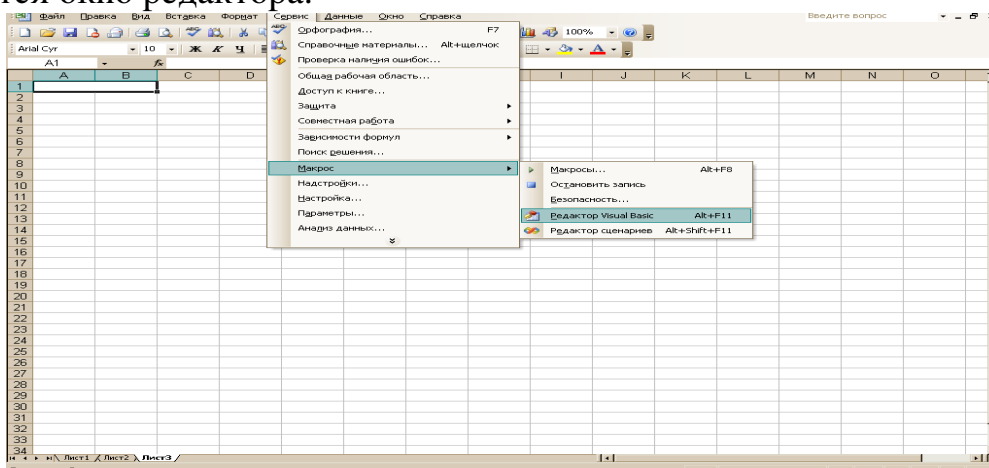 тся окно редактора.
Файл Правка Вид Вставка Формат Сервис Данные Окно Справка Введите вопрос
100%
Arial Cyr 10 Ж К Ч
A1 fx
A B C D I J K L M N O
Орфография... F7
Справочные материалы... Alt+щелчок
Проверка наличия ошибок...
Общая рабочая область...
Доступ к книге...
Защита
Совместная работа
Зависимости формул
Поиск решения...
Макрос
Надстройки...
Настройка...
Параметры...
Анализ данных...
Макросы... Alt+F8
Остановить запись
Безопасность...
Редактор Visual Basic Alt+F11
Редактор сценариев Alt+Shift+F11
1
2
3
4
5
6
7
8
9
10
11
12
13
14
15
16
17
18
19
20
21
22
23
24
25
26
27
28
29
30
31
32
33
34
Лист1 Лист2 Лист3